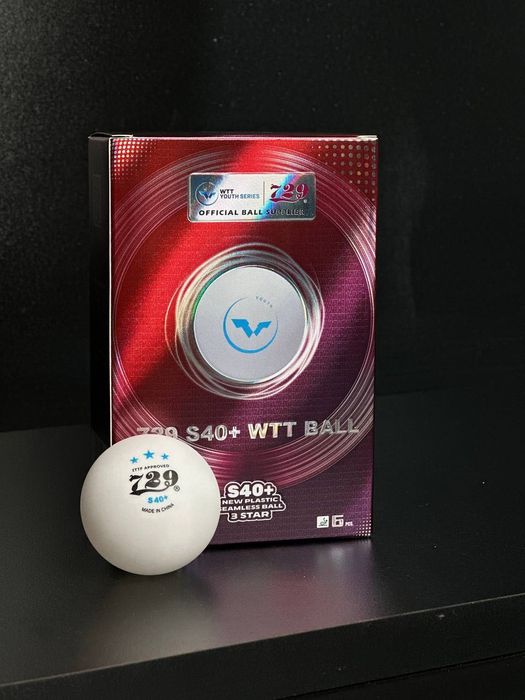 WTT
YOUTH SERIES
729®
OFFICIAL BALL SUPPLIER
YOUTH
729 S40+ WTT BALL
ITTF APPROVED
729®
S40+
MADE IN CHINA
S40+
NEW PLASTIC
SEAMLESS BALL
3 STAR
6 PCS.